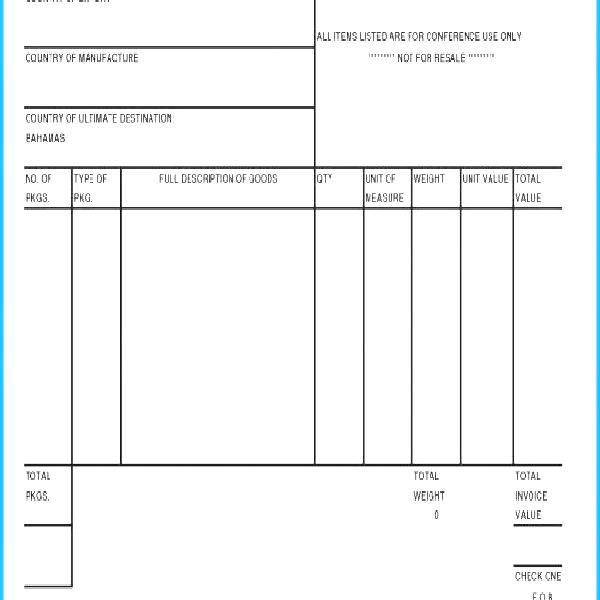 ALL ITEMS LISTED ARE FOR CONFERENCE USE ONLY
COUNTRY OF MANUFACTURE
"""""" NOT FOR RESALE """"""
COUNTRY OF ULTIMATE DESTINATION
BAHAMAS
NO. OF TYPE OF FULL DESCRIPTION OF GOODS QTY UNIT OF WEIGHT UNIT VALUE TOTAL
PKGS. PKG. MEASURE VALUE
TOTAL TOTAL TOTAL
PKGS. WEIGHT INVOICE
0 VALUE
CHECK ONE
F.O.B.